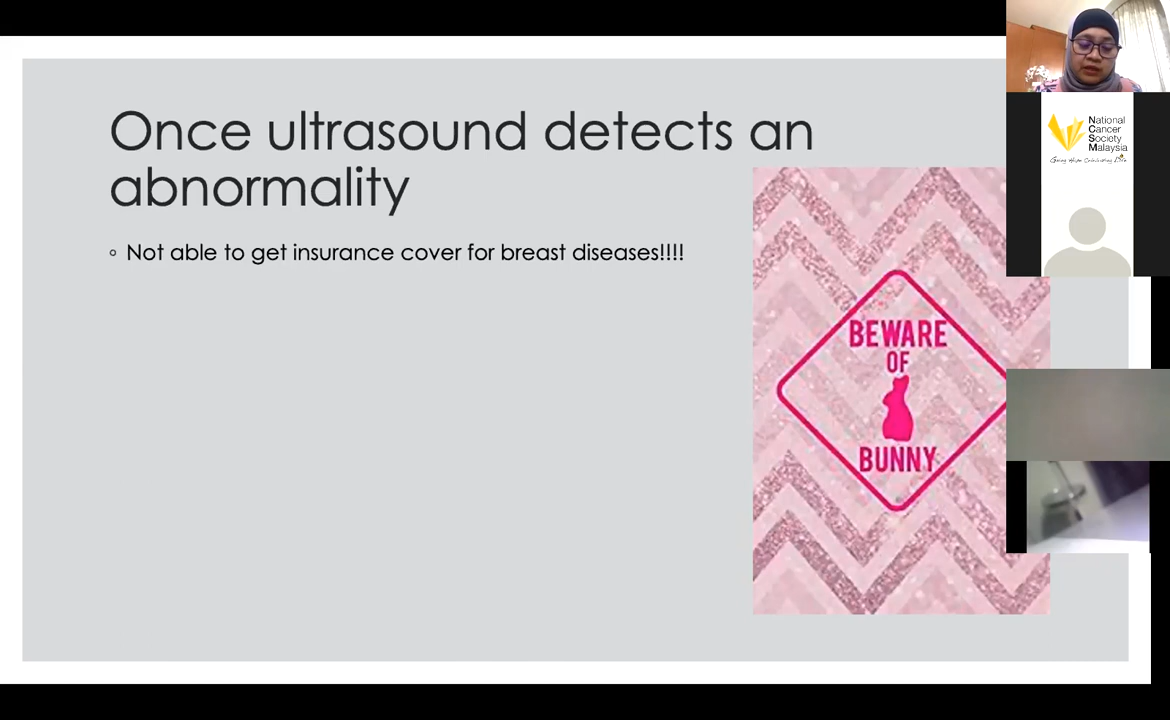 Once ultrasound detects an
abnormality
Not able to get insurance cover for breast diseases!!!!
BEWARE
OF
BUNNY
National
Cancer
Society
Malaysia